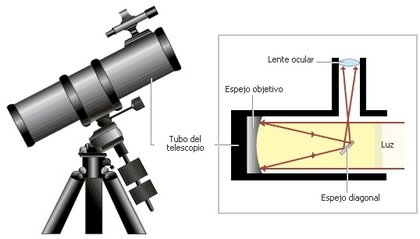 Lente ocular
Espejo objetivo
Tubo del
telescopio
Luz
Espejo diagonal